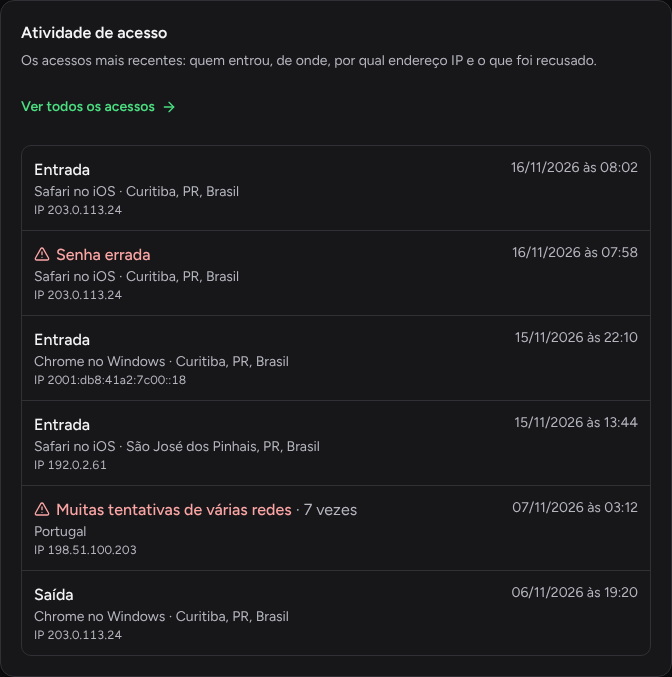 Atividade de acesso
Os acessos mais recentes: quem entrou, de onde, por qual endereço IP e o que foi recusado.
Ver todos os acessos →
Entrada
16/11/2026 às 08:02
Safari no iOS · Curitiba, PR, Brasil
IP 203.0.113.24
Senha errada
16/11/2026 às 07:58
Safari no iOS · Curitiba, PR, Brasil
IP 203.0.113.24
Entrada
15/11/2026 às 22:10
Chrome no Windows · Curitiba, PR, Brasil
IP 2001:db8:41a2:7c00::18
Entrada
15/11/2026 às 13:44
Safari no iOS · São José dos Pinhais, PR, Brasil
IP 192.0.2.61
Muitas tentativas de várias redes · 7 vezes
07/11/2026 às 03:12
Portugal
IP 198.51.100.203
Saída
06/11/2026 às 19:20
Chrome no Windows · Curitiba, PR, Brasil
IP 203.0.113.24